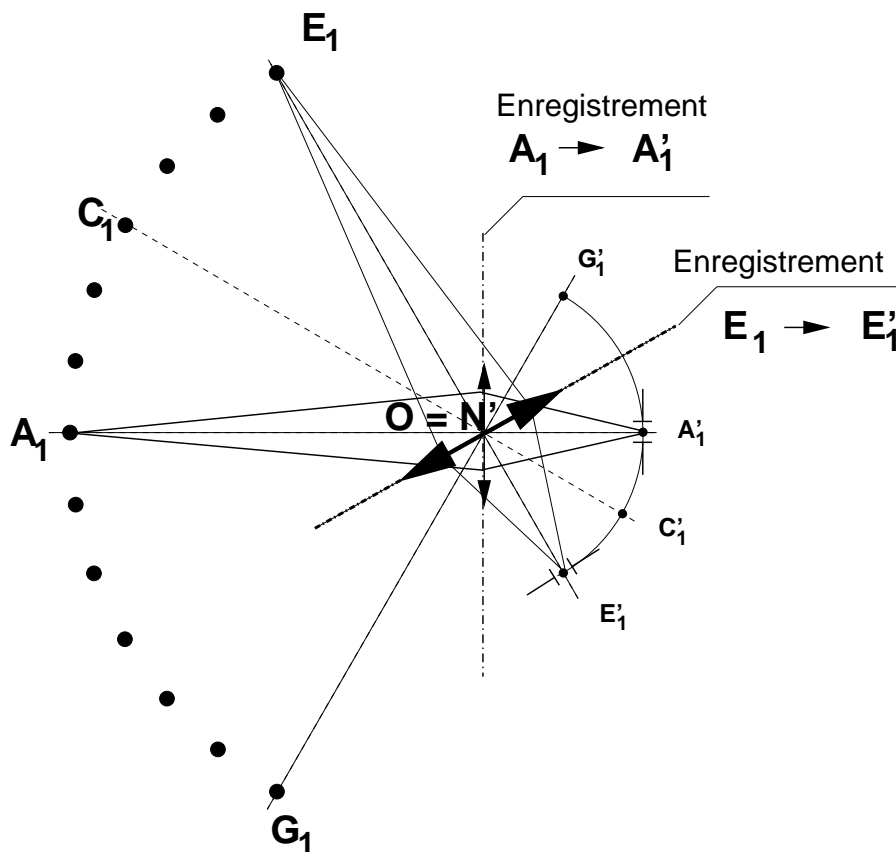 E1
Enregistrement
A1 → A'1
C1
G'1
Enregistrement
E1 → E'1
O = N'
A1
A'1
C'1
E'1
G1